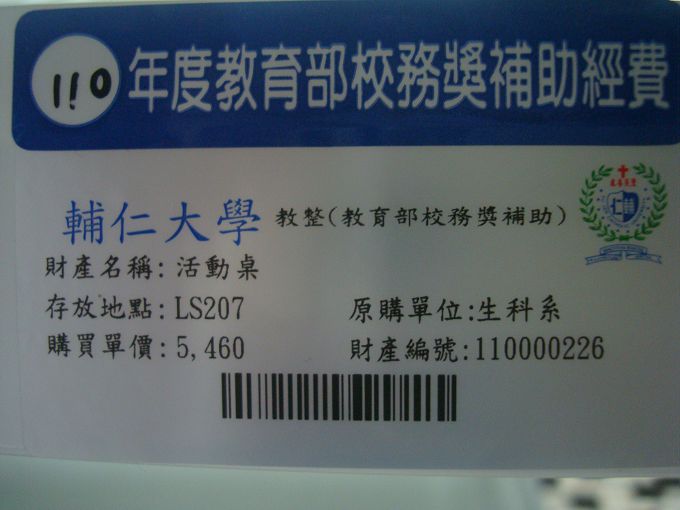 110 年度教育部校務獎補助經費
輔仁大學 教整(教育部校務獎補助)
財產名稱: 活動桌
存放地點: LS207 原購單位:生科系
購買單價: 5,460 財產編號:110000226